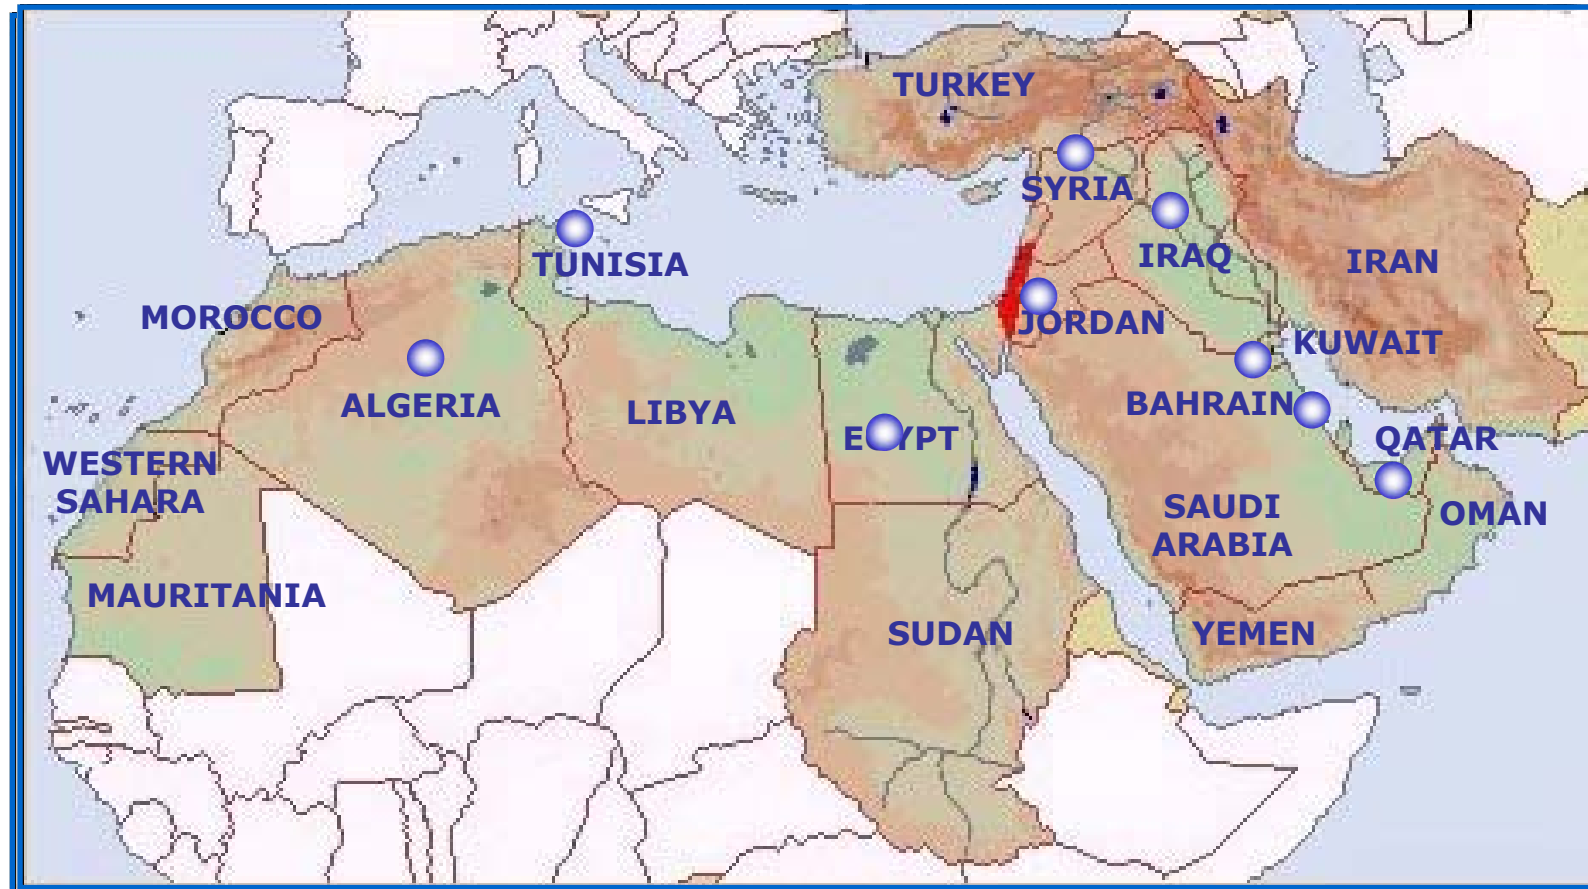 TURKEY
SYRIA
TUNISIA
IRAQ
IRAN
MOROCCO
JORDAN
KUWAIT
ALGERIA
LIBYA
BAHRAIN
EGYPT
QATAR
WESTERN
SAHARA
SAUDI
ARABIA
OMAN
MAURITANIA
SUDAN
YEMEN